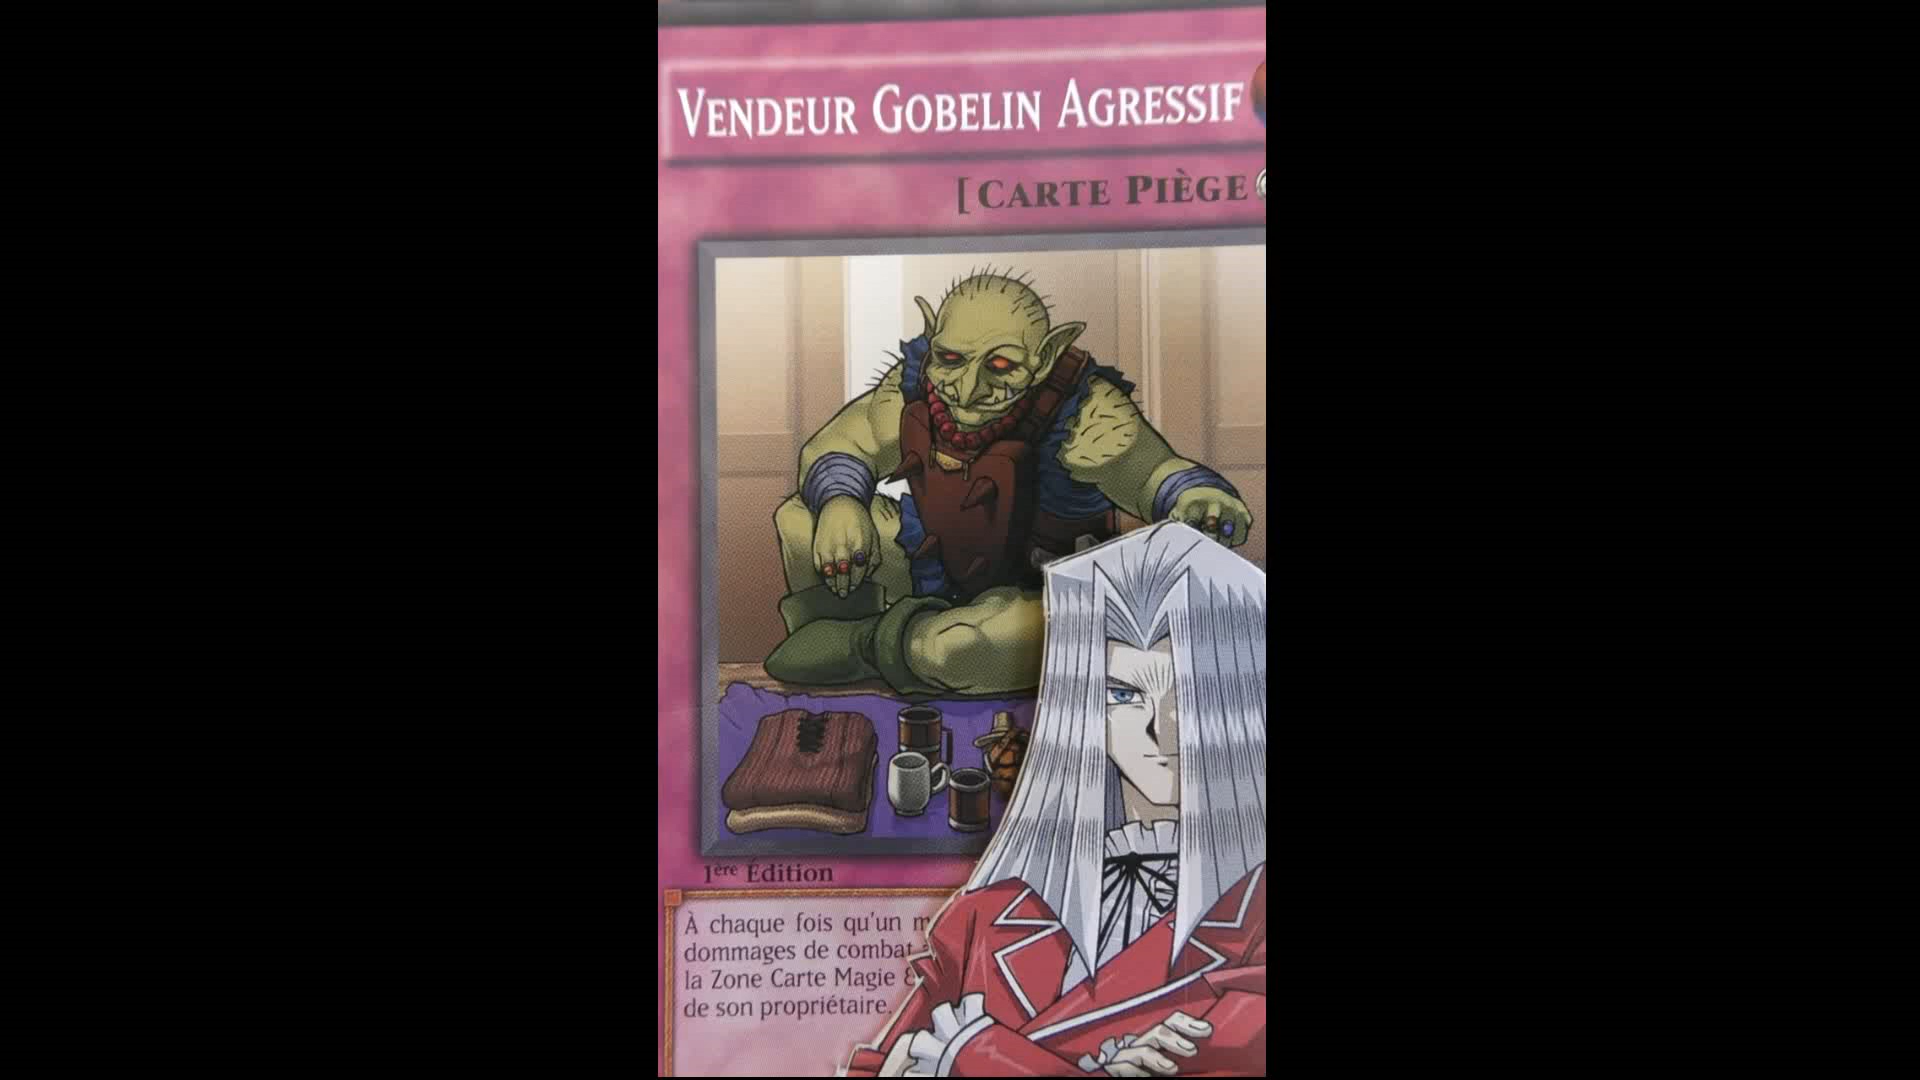 VENDEUR GOBELIN AGRESSIF
[CARTE PIÈGE
1ère Édition
À chaque fois qu'un
dommages de combat
la Zone Carte Magie &
de son propriétaire.